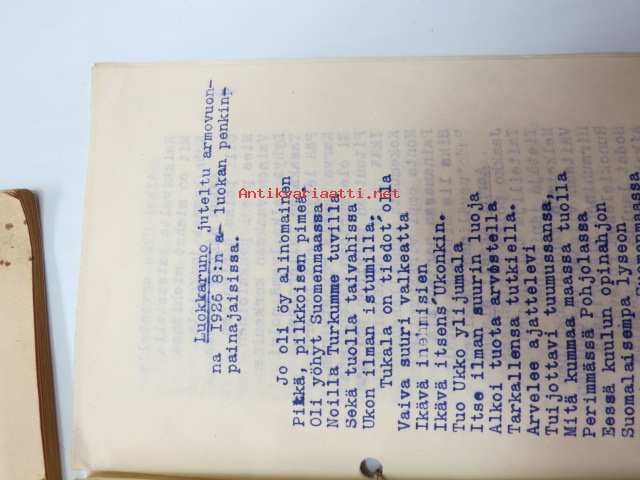 Luokkaruno juteltu armovuon-
na 1926 8:n a- luokan penkin-
painajaisissa.
Jo oli öy alinomainen
Pitkä, pilkkoisen pimeä
Oli yöhyt Suomenmaassa
Noilla Turkumme tuvilla
Sekä tuolla taivahissa
Ukon ilman istumilla;
Tukala on tiedot olla
Vaiva suuri valkeatta
Ikävä inehmisien
Ikävä itsens'Ukonkin.
Tuo Ukko ylijumala
Itse ilman suurin luoja
Alkoi tuota arvostella
Tarkallensa tutkiella.
Arvelee ajattelevi
Tuijottavi tuumussansa,
Mitä kummaa maassa tuolla
Perimmässä Pohjolassa
Eessä kuulun opinahjon
Suomalaisempa lyseon
Antikvariaatti.net